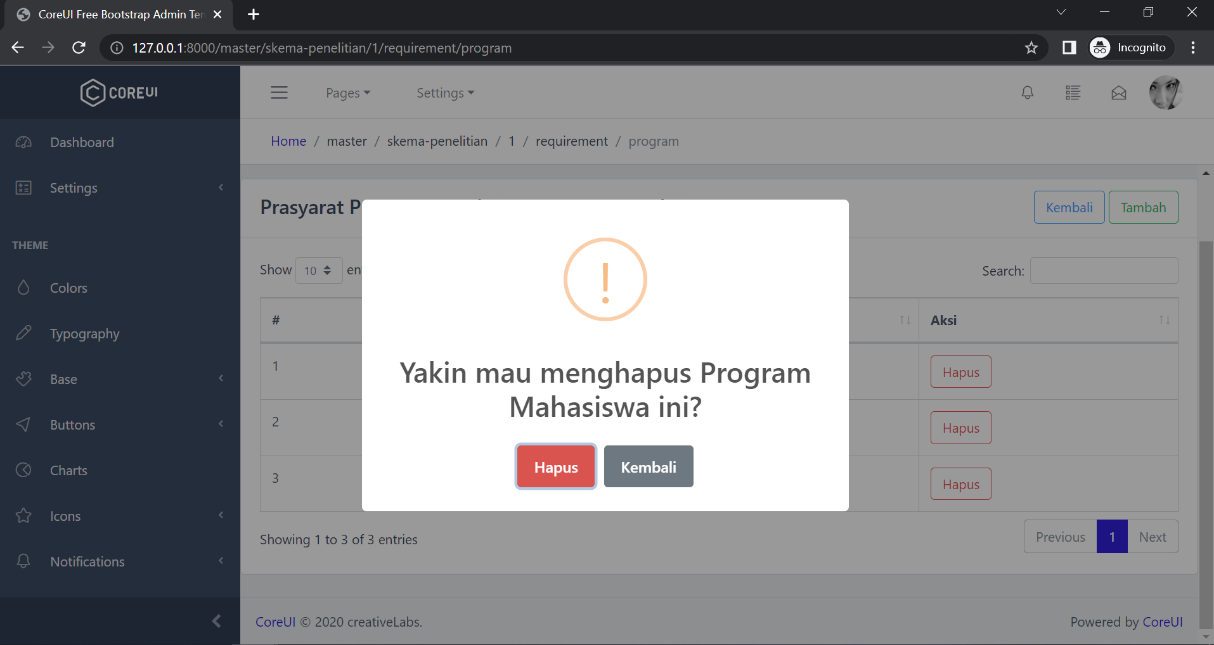 CoreUI Free Bootstrap Admin Tem
127.0.0.1:8000/master/skema-penelitian/1/requirement/program
Incognito
COREUI
Pages
Settings
Dashboard
Home / master / skema-penelitian / 1 / requirement / program
Settings
Prasyarat P
Kembali
Tambah
THEME
Show 10 en
Search:
Colors
# Aksi
Typography
1 Hapus
Base
Yakin mau menghapus Program
Mahasiswa ini?
2 Hapus
Buttons
Hapus
Kembali
Charts
3 Hapus
Icons
Showing 1 to 3 of 3 entries
Previous 1 Next
Notifications
CoreUI © 2020 creativeLabs.
Powered by CoreUI